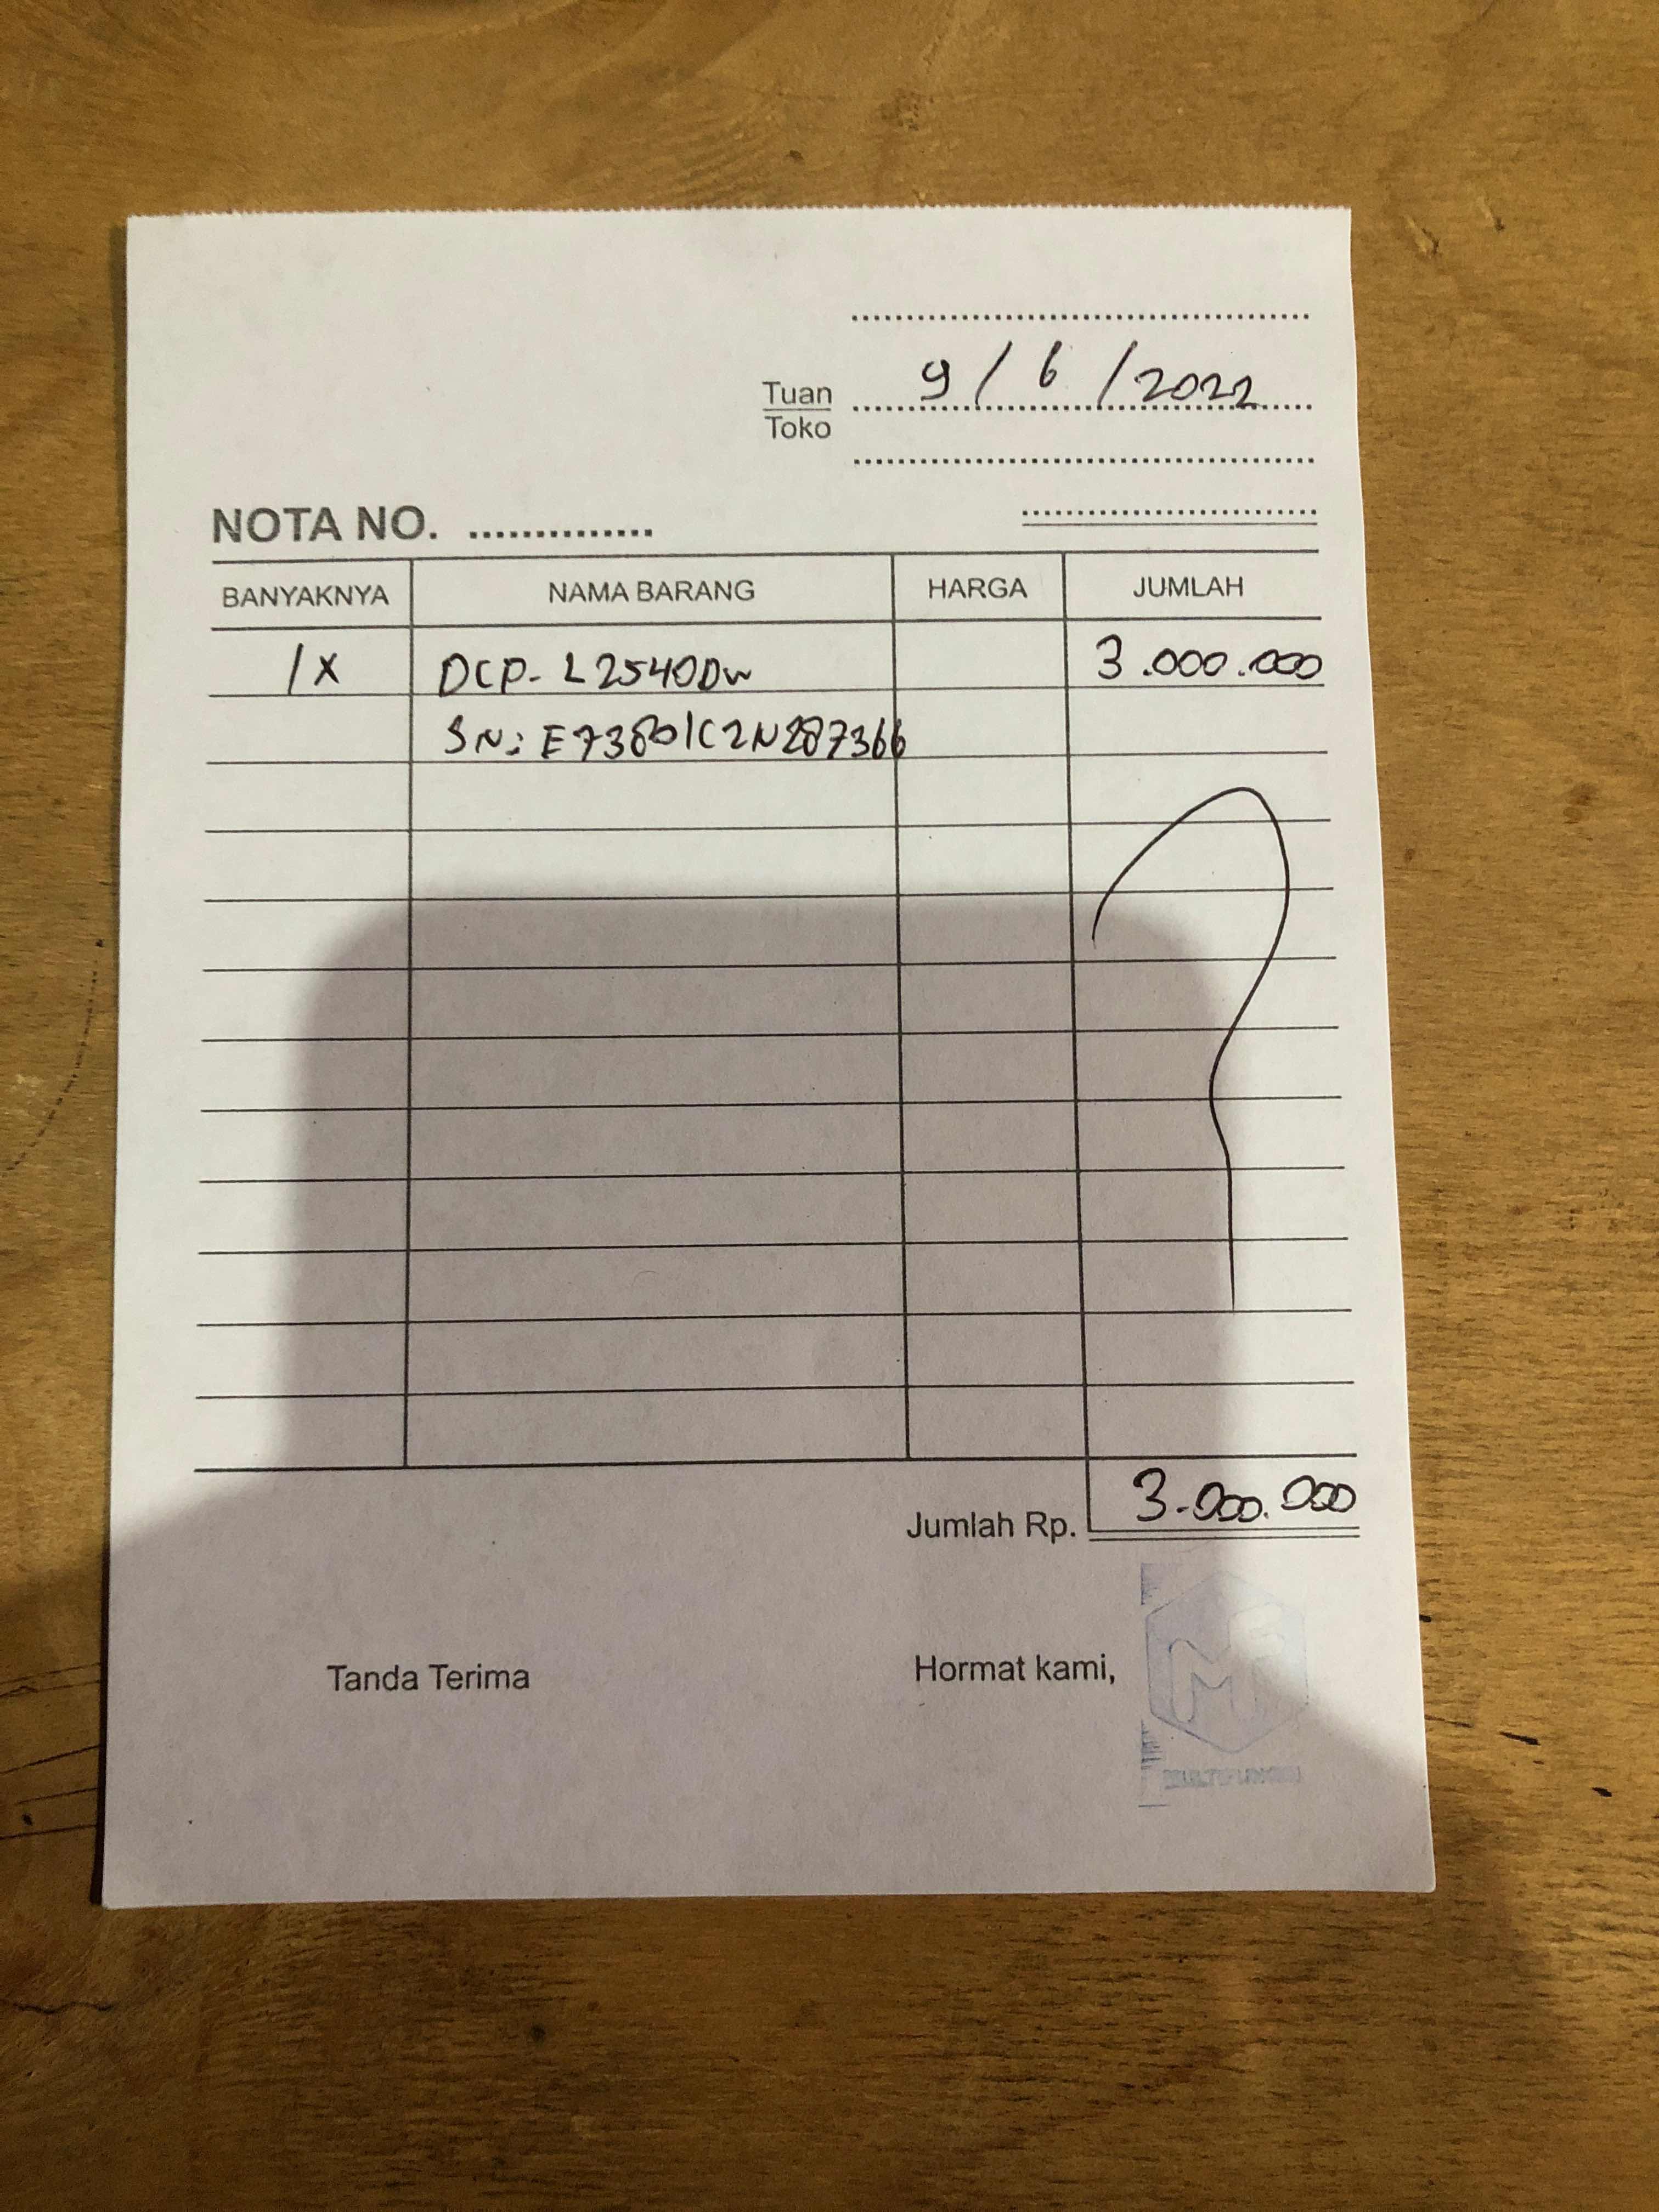 9/6/2022
Tuan
Toko
NOTA NO. ..............
BANYAKNYA NAMA BARANG HARGA JUMLAH
1X DCP-L2540DW 3.000.000
SN: E73801C2N287366
Jumlah Rp. 3.000.000
Tanda Terima Hormat kami,